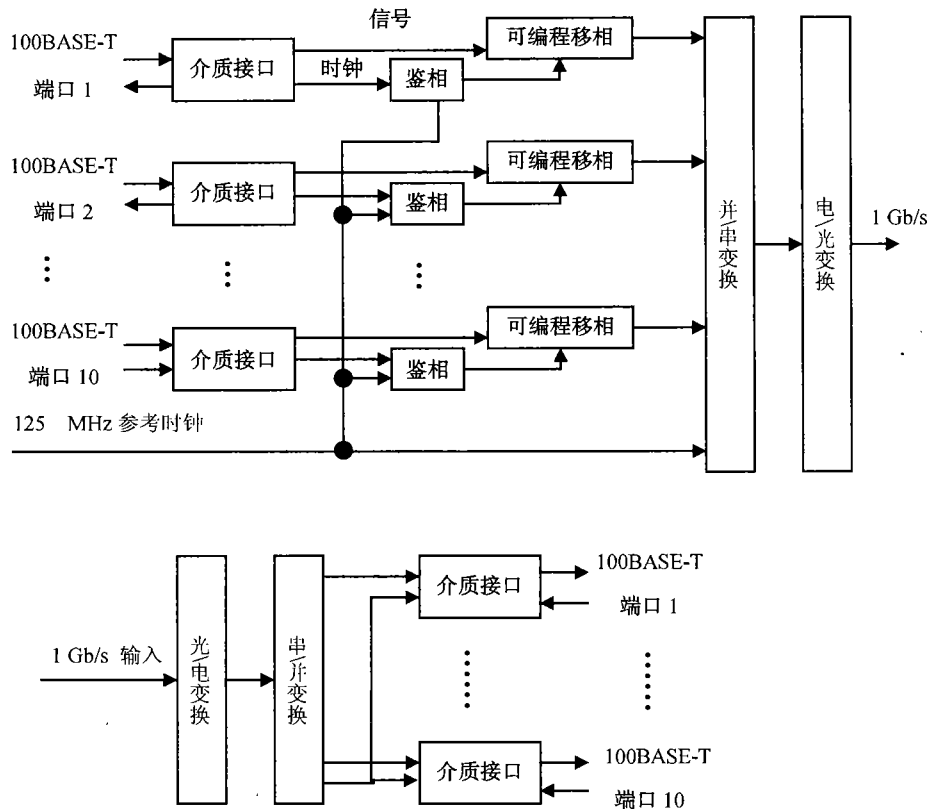 信号
100BASE-T
介质接口
可编程移相
端口 1
时钟
鉴相
100BASE-T
介质接口
可编程移相
端口 2
鉴相
并\串变换
电\光变换
1 Gb/s
100BASE-T
介质接口
可编程移相
端口 10
鉴相
125 MHz 参考时钟
1 Gb/s 输入
光\电变换
串\并变换
介质接口
100BASE-T
端口 1
介质接口
100BASE-T
端口 10